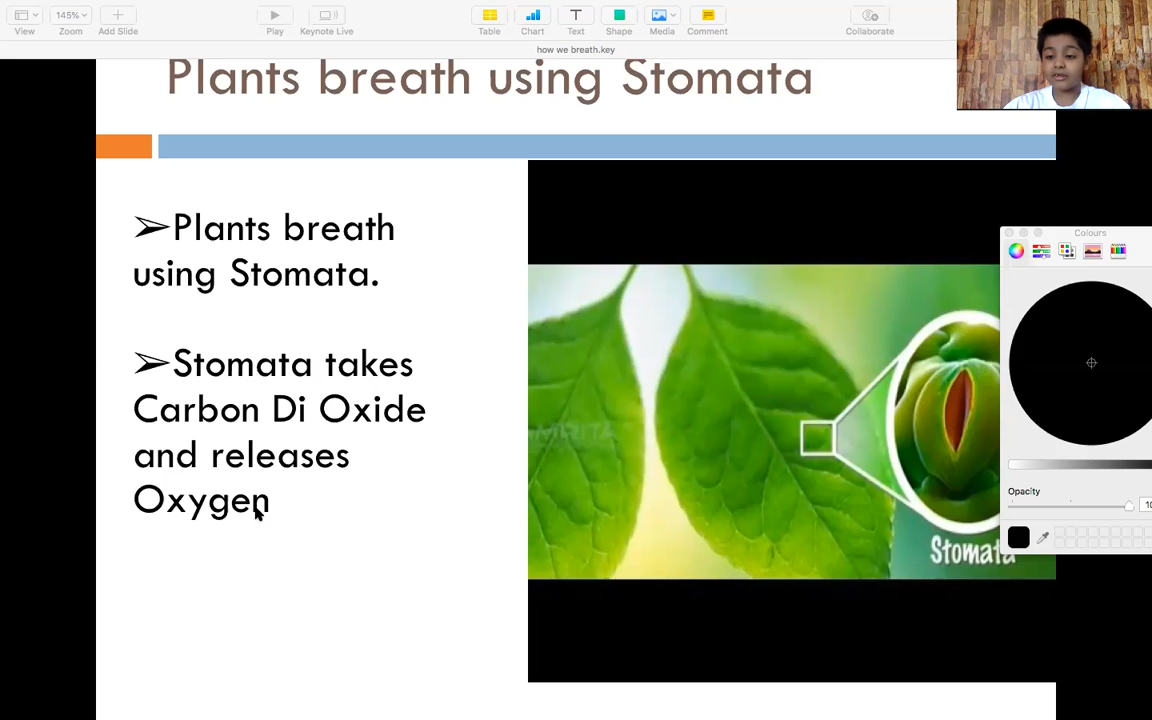 View
145%
Zoom
Add Slide
Play
Keynote Live
Table
Chart
Text
Shape
Media
Comment
Collaborate
how we breath.key
Plants breath using Stomata
➢Plants breath
using Stomata.
➢Stomata takes
Carbon Di Oxide
and releases
Oxygen
Stomata
Colours
Opacity